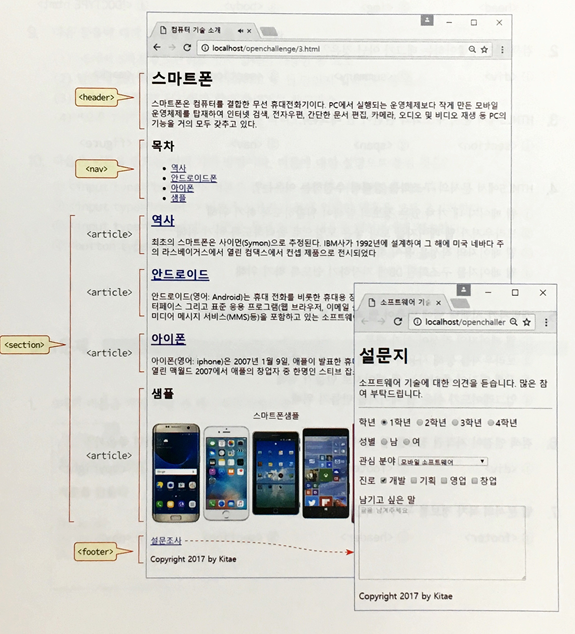 컴퓨터 기술 소개
localhost/openchallenge/3.html
<header>
스마트폰
스마트폰은 컴퓨터를 결합한 무선 휴대전화기이다. PC에서 실행되는 운영체제보다 작게 만든 모바일
운영체제를 탑재하여 인터넷 검색, 전자우편, 간단한 문서 편집, 카메라, 오디오 및 비디오 재생 등 PC의
기능을 거의 모두 갖추고 있다.
<nav>
목차
역사
안드로이드폰
아이폰
샘플
<section>
<article>
역사
최초의 스마트폰은 사이먼(Symon)으로 추정된다. IBM사가 1992년에 설계하여 그 해에 미국 네바다 주
의 라스베이거스에서 열린 컴덱스에서 컨셉 제품으로 전시되었다
<article>
안드로이드
안드로이드(영어: Android)는 휴대 전화를 비롯한 휴대용 장
터페이스 그리고 표준 응용 프로그램(웹 브라우저, 이메일
미디어 메시지 서비스(MMS)등)을 포함하고 있는 소프트웨어
<article>
아이폰
아이폰(영어: iphone)은 2007년 1월 9일, 애플이 발표한 휴대
열린 맥월드 2007에서 애플의 창업자 중 한명인 스티브 잡
<article>
샘플
스마트폰샘플
<footer>
설문조사
Copyright 2017 by Kitae
소프트웨어 기술
localhost/openchaller
설문지
소프트웨어 기술에 대한 의견을 듣습니다. 많은 참
여 부탁드립니다.
학년 1학년 2학년 3학년 4학년
성별 남 여
관심 분야 모바일 소프트웨어
진로 개발 기획 영업 창업
남기고 싶은 말
글을 남겨주세요
Copyright 2017 by Kitae